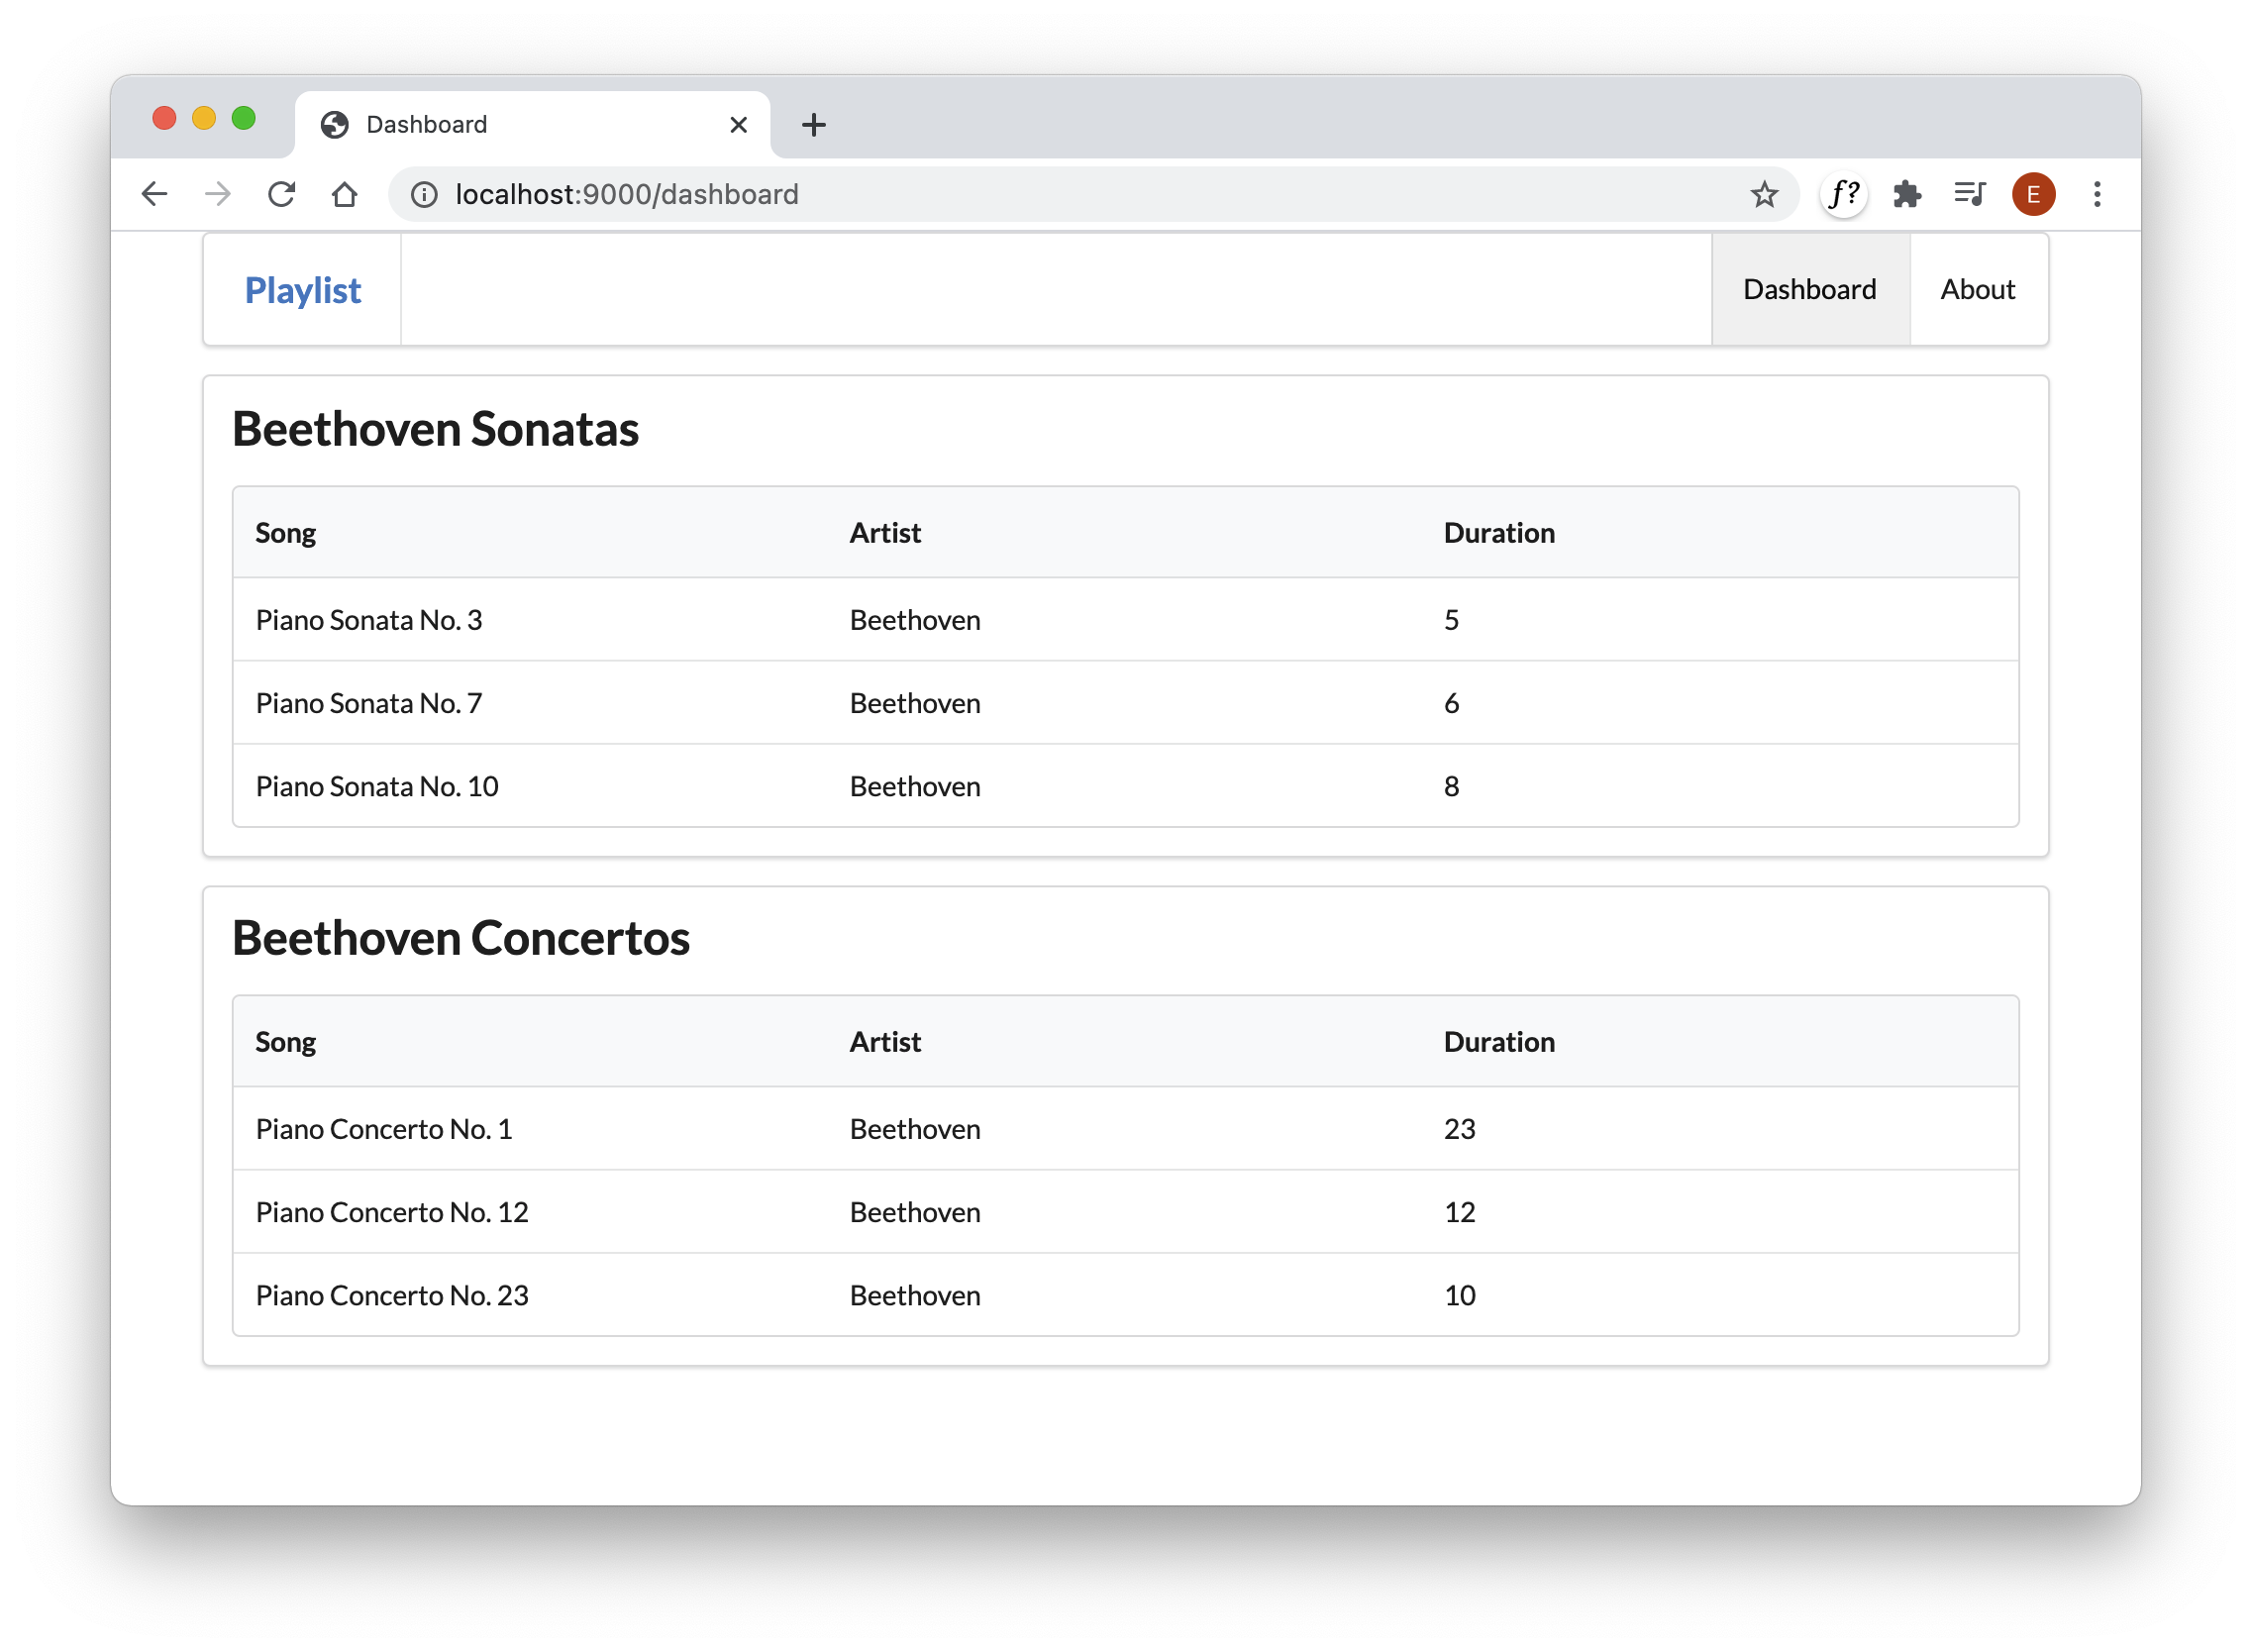 Dashboard
localhost:9000/dashboard
f?
E
Playlist Dashboard About
Beethoven Sonatas
Song Artist Duration
Piano Sonata No. 3 Beethoven 5
Piano Sonata No. 7 Beethoven 6
Piano Sonata No. 10 Beethoven 8
Beethoven Concertos
Song Artist Duration
Piano Concerto No. 1 Beethoven 23
Piano Concerto No. 12 Beethoven 12
Piano Concerto No. 23 Beethoven 10